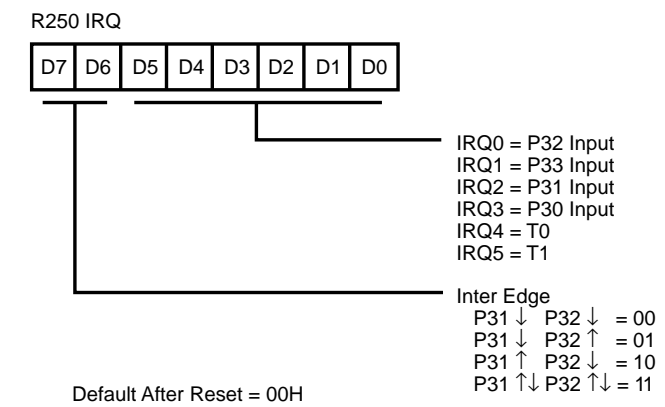 R250 IRQ
D7 D6 D5 D4 D3 D2 D1 D0
IRQ0 = P32 Input
IRQ1 = P33 Input
IRQ2 = P31 Input
IRQ3 = P30 Input
IRQ4 = T0
IRQ5 = T1
Inter Edge
P31 ↓ P32 ↓ = 00
P31 ↓ P32 ↑ = 01
P31 ↑ P32 ↓ = 10
P31 ↑↓ P32 ↑↓ = 11
Default After Reset = 00H